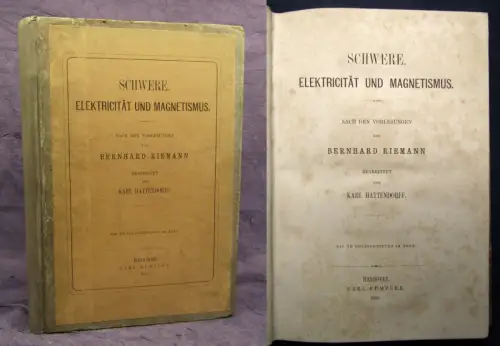 SCHWERE,
ELEKTRICITÄT UND MAGNETISMUS.
NACH DEN VORLESUNGEN
VON
BERNHARD RIEMANN
BEARBEITET
VON
KARL HATTENDORFF.
HANNOVER.
CARL RÜMPLER.
SCHWERE,
ELEKTRICITÄT UND MAGNETISMUS.
NACH DEN VORLESUNGEN
VON
BERNHARD RIEMANN
BEARBEITET
VON
KARL HATTENDORFF.
HANNOVER.
CARL RÜMPLER.